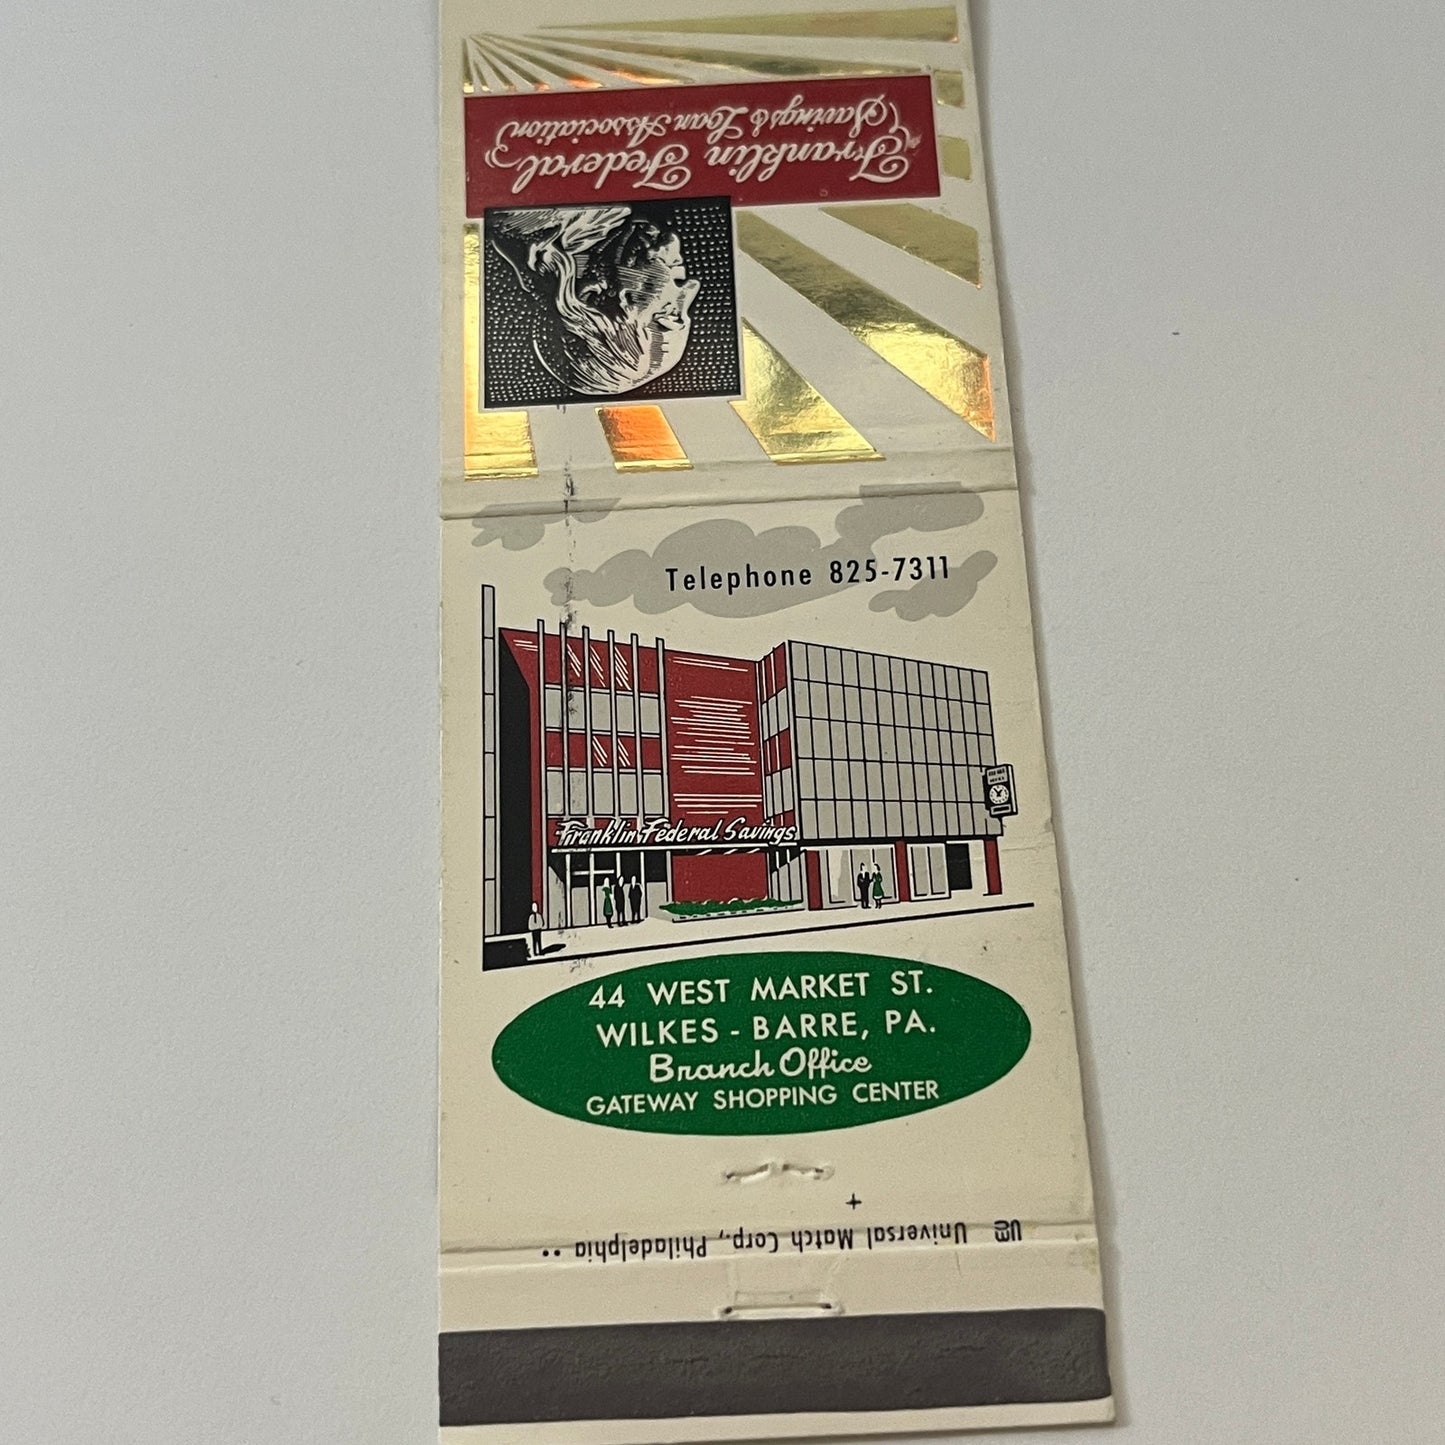 Franklin Federal
Savings & Loan Association
Telephone 825-7311
Franklin Federal Savings
44 WEST MARKET ST.
WILKES - BARRE, PA.
Branch Office
GATEWAY SHOPPING CENTER
Universal Match Corp., Philadelphia